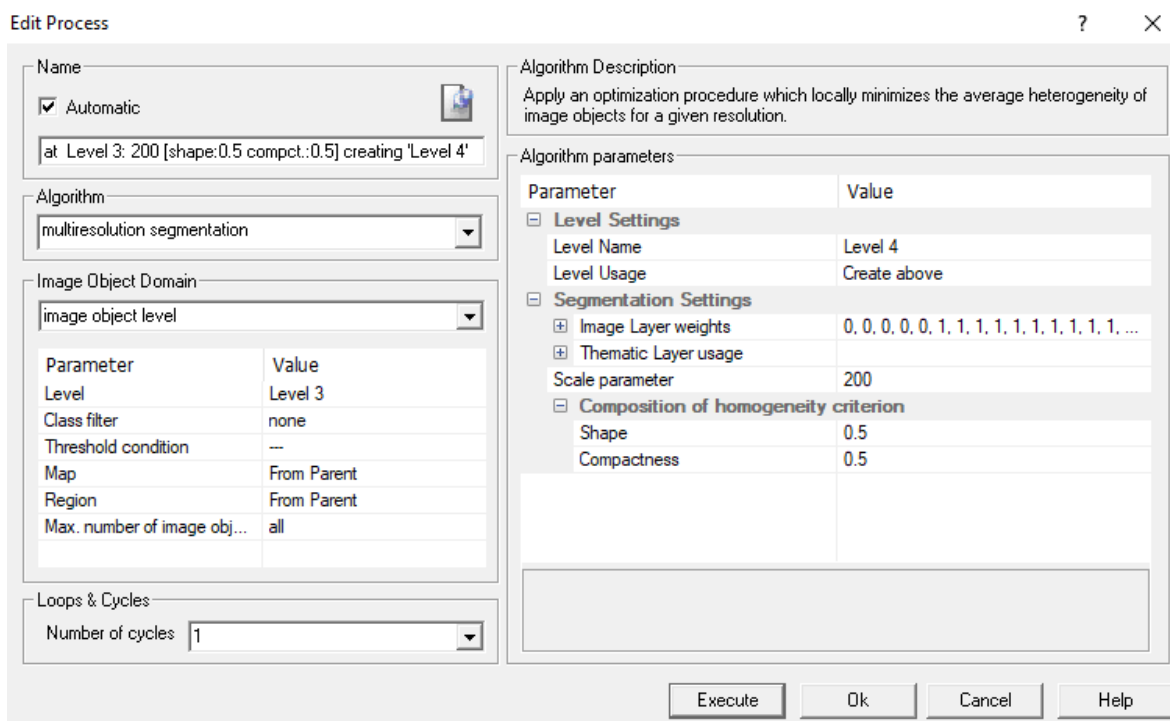 Edit Process
?
Name
Automatic
at Level 3: 200 [shape:0.5 compct.:0.5] creating 'Level 4'
Algorithm
multiresolution segmentation
Image Object Domain
image object level
Parameter Value
Level Level 3
Class filter none
Threshold condition ---
Map From Parent
Region From Parent
Max. number of image obj... all
Loops & Cycles
Number of cycles 1
Algorithm Description
Apply an optimization procedure which locally minimizes the average heterogeneity of
image objects for a given resolution.
Algorithm parameters
Parameter Value
Level Settings
Level Name Level 4
Level Usage Create above
Segmentation Settings
Image Layer weights 0, 0, 0, 0, 0, 1, 1, 1, 1, 1, 1, 1, 1, 1, 1, ...
Thematic Layer usage
Scale parameter 200
Composition of homogeneity criterion
Shape 0.5
Compactness 0.5
Execute Ok Cancel Help